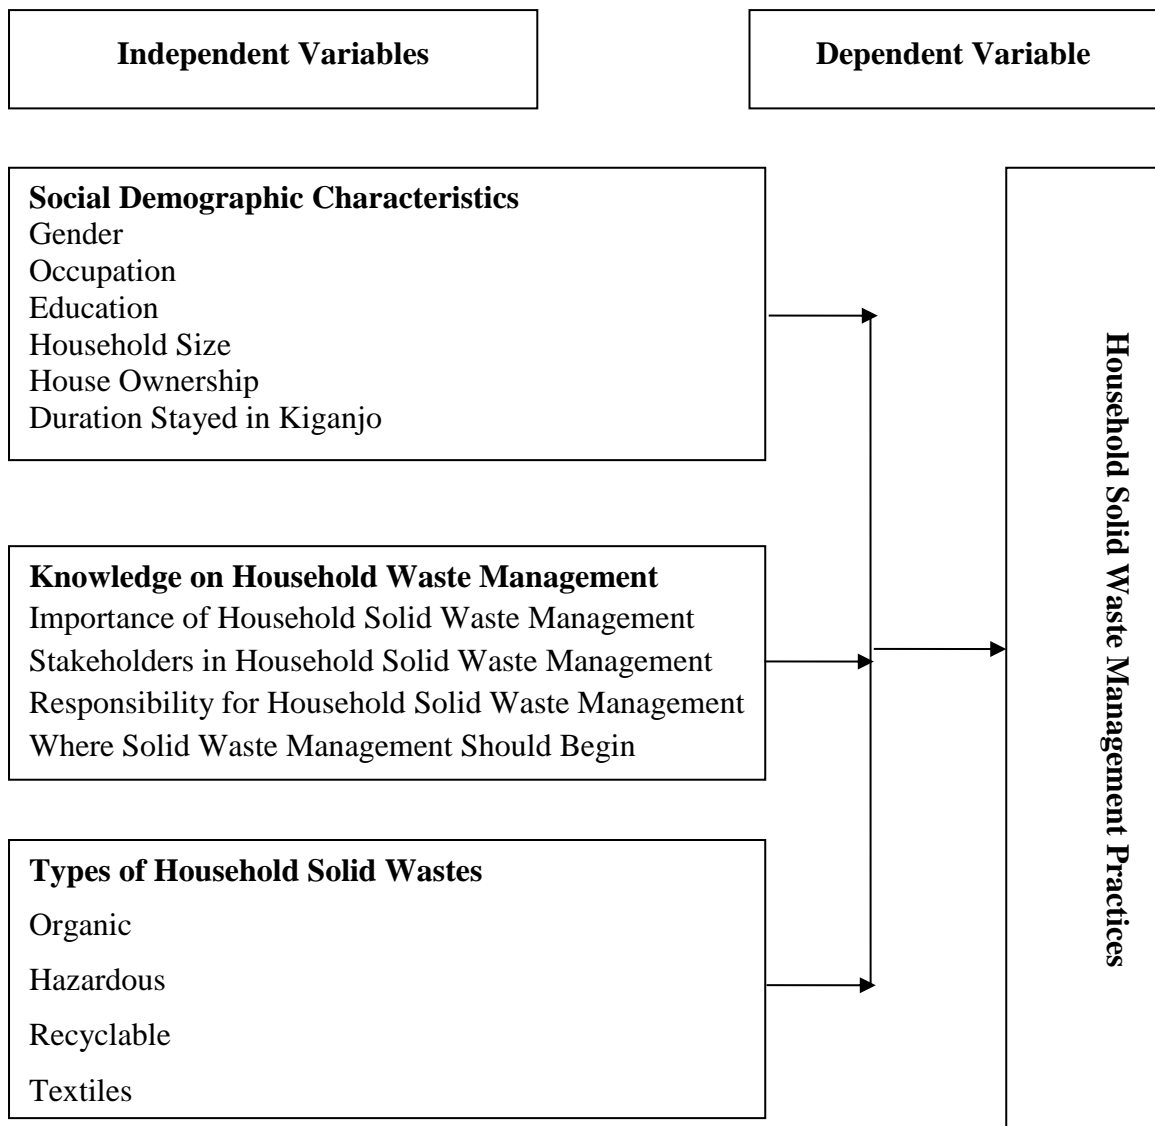 Independent Variables
Dependent Variable
Social Demographic Characteristics
Gender
Occupation
Education
Household Size
House Ownership
Duration Stayed in Kiganjo
Knowledge on Household Waste Management
Importance of Household Solid Waste Management
Stakeholders in Household Solid Waste Management
Responsibility for Household Solid Waste Management
Where Solid Waste Management Should Begin
Types of Household Solid Wastes
Organic
Hazardous
Recyclable
Textiles
Household Solid Waste Management Practices